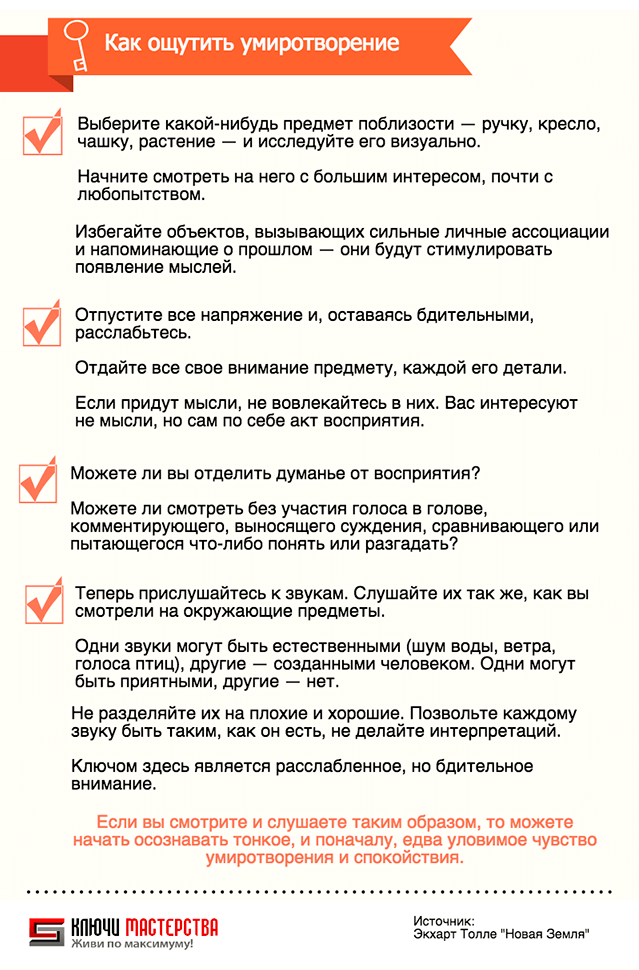 Как ощутить умиротворение
Выберите какой-нибудь предмет поблизости — ручку, кресло,
чашку, растение — и исследуйте его визуально.
Начните смотреть на него с большим интересом, почти с
любопытством.
Избегайте объектов, вызывающих сильные личные ассоциации
и напоминающие о прошлом — они будут стимулировать
появление мыслей.
Отпустите все напряжение и, оставаясь бдительными,
расслабьтесь.
Отдайте все свое внимание предмету, каждой его детали.
Если придут мысли, не вовлекайтесь в них. Вас интересуют
не мысли, но сам по себе акт восприятия.
Можете ли вы отделить думанье от восприятия?
Можете ли смотреть без участия голоса в голове,
комментирующего, выносящего суждения, сравнивающего или
пытающегося что-либо понять или разгадать?
Теперь прислушайтесь к звукам. Слушайте их так же, как вы
смотрели на окружающие предметы.
Одни звуки могут быть естественными (шум воды, ветра,
голоса птиц), другие — созданными человеком. Одни могут
быть приятными, другие — нет.
Не разделяйте их на плохие и хорошие. Позвольте каждому
звуку быть таким, как он есть, не делайте интерпретаций.
Ключом здесь является расслабленное, но бдительное
внимание.
Если вы смотрите и слушаете таким образом, то можете
начать осознавать тонкое, и поначалу, едва уловимое чувство
умиротворения и спокойствия.
КЛЮЧИ МАСТЕРСТВА
Живи по максимуму!
Источник:
Экхарт Толле "Новая Земля"